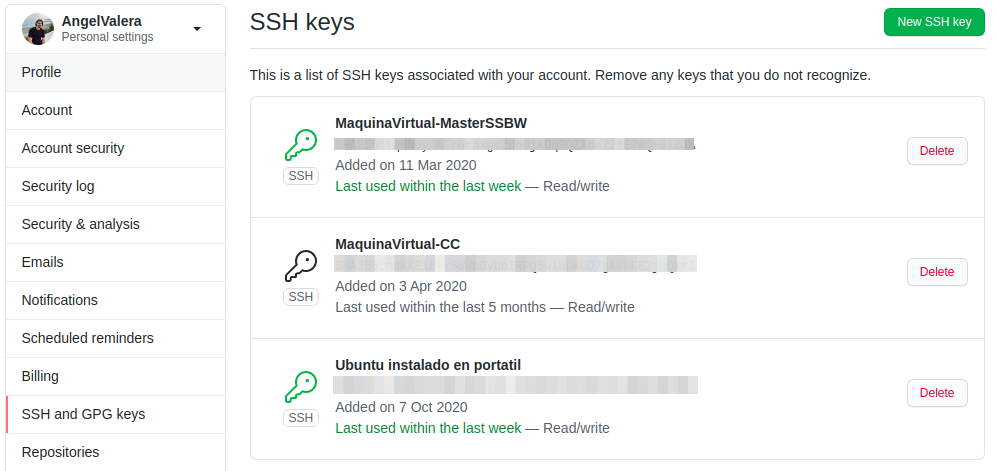 AngelValera
Personal settings
Profile
Account
Account security
Security log
Security & analysis
Emails
Notifications
Scheduled reminders
Billing
SSH and GPG keys
Repositories
SSH keys
New SSH key
This is a list of SSH keys associated with your account. Remove any keys that you do not recognize.
MaquinaVirtual-MasterSSBW
Added on 11 Mar 2020
Last used within the last week — Read/write
SSH
Delete
MaquinaVirtual-CC
Added on 3 Apr 2020
Last used within the last 5 months — Read/write
SSH
Delete
Ubuntu instalado en portatil
Added on 7 Oct 2020
Last used within the last week — Read/write
SSH
Delete